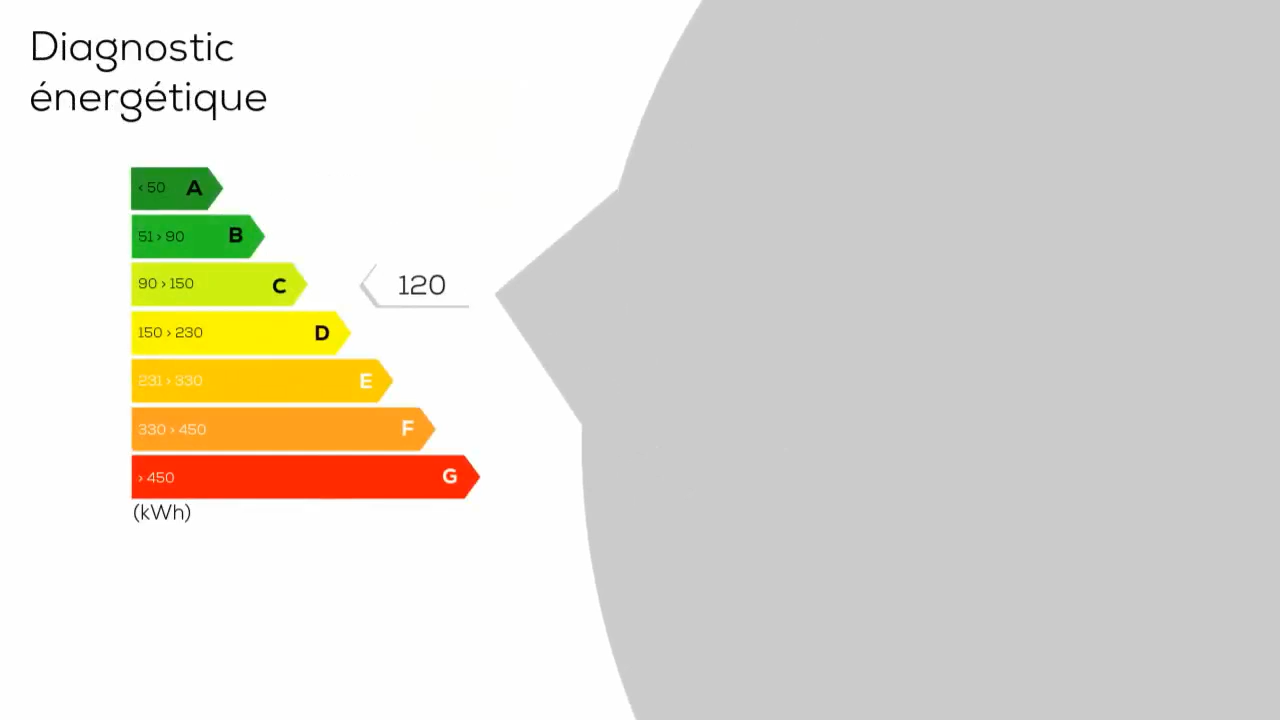 Diagnostic
énergétique
< 50 A
51 > 90 B
90 > 150 C
120
150 > 230 D
231 > 330 E
330 > 450 F
> 450 G
(kWh)